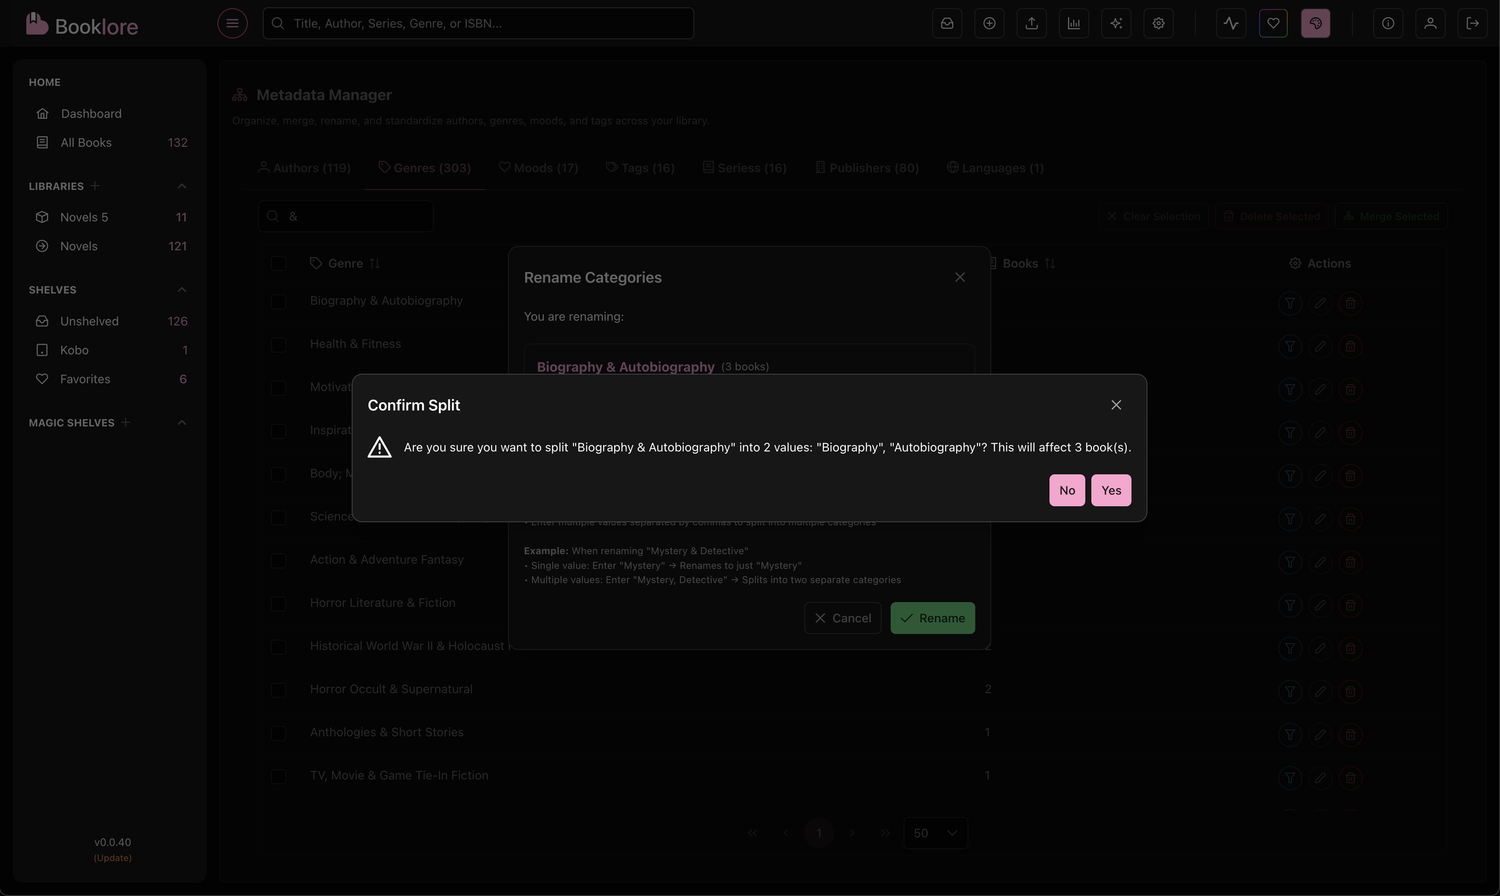 Booklore
Title, Author, Series, Genre, or ISBN...
HOME
Dashboard
All Books 132
LIBRARIES
Novels 5 11
Novels 121
SHELVES
Unshelved 126
Kobo 1
Favorites 6
MAGIC SHELVES
v0.0.40
(Update)
Metadata Manager
Organize, merge, rename, and standardize authors, genres, moods, and tags across your library.
Authors (119) Genres (303) Moods (17) Tags (16) Seriess (16) Publishers (80) Languages (1)
& Clear Selection Delete Selected Merge Selected
Genre Books Actions
Biography & Autobiography
Health & Fitness
Motivat
Inspirat
Body;
Science
Action & Adventure Fantasy
Horror Literature & Fiction
Historical World War II & Holocaust
Horror Occult & Supernatural 2
Anthologies & Short Stories 1
TV, Movie & Game Tie-In Fiction 1
1 50
Rename Categories
You are renaming:
Biography & Autobiography (3 books)
Confirm Split
Are you sure you want to split "Biography & Autobiography" into 2 values: "Biography", "Autobiography"? This will affect 3 book(s).
No Yes
• Enter multiple values separated by commas to split into multiple categories
Example: When renaming "Mystery & Detective"
• Single value: Enter "Mystery" → Renames to just "Mystery"
• Multiple values: Enter "Mystery, Detective" → Splits into two separate categories
Cancel Rename